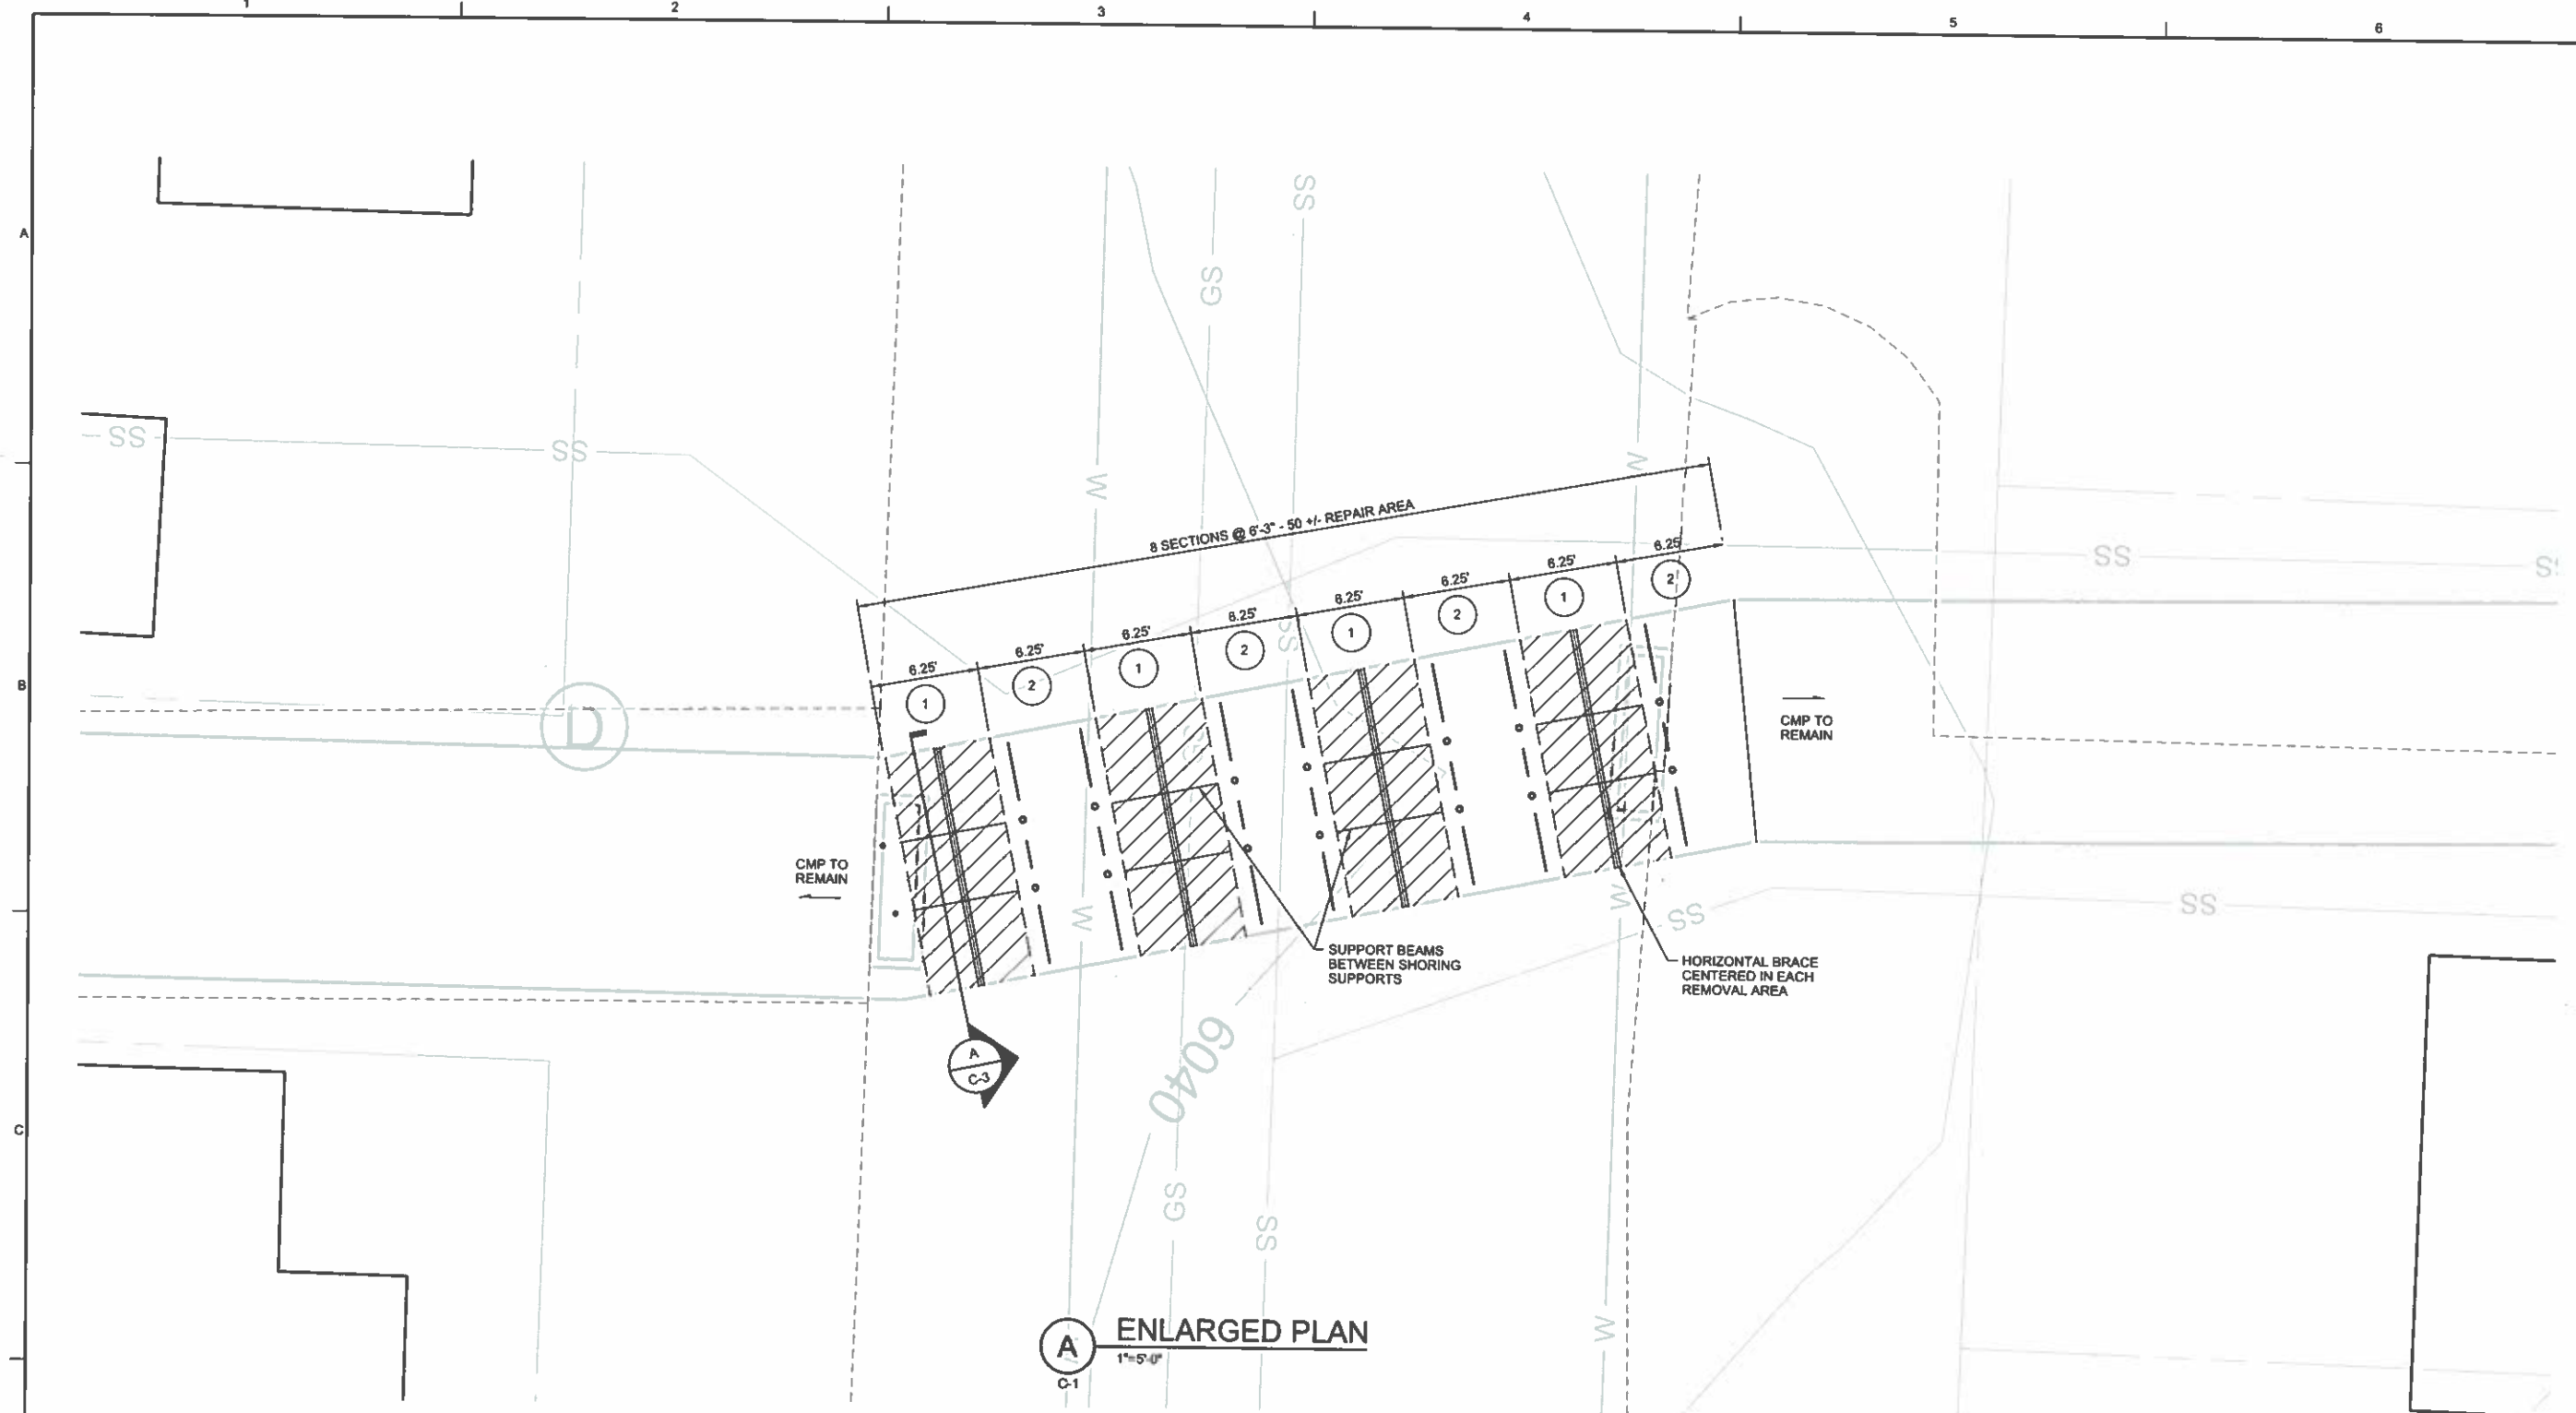 1
2
3
4
5
6
A
B
C
SS
GS
SS
SS
W
W
8 SECTIONS @ 6'-3" - 50 +/- REPAIR AREA
6.25'
6.25'
6.25'
6.25'
6.25'
6.25'
6.25'
6.25'
1
2
1
2
1
2
1
2
SS
SS
SS
D
CMP TO
REMAIN
CMP TO
REMAIN
W
W
SS
SS
SUPPORT BEAMS
BETWEEN SHORING
SUPPORTS
HORIZONTAL BRACE
CENTERED IN EACH
REMOVAL AREA
A
C-3
6040
GS
SS
W
A
ENLARGED PLAN
1"=5'-0"
C-1